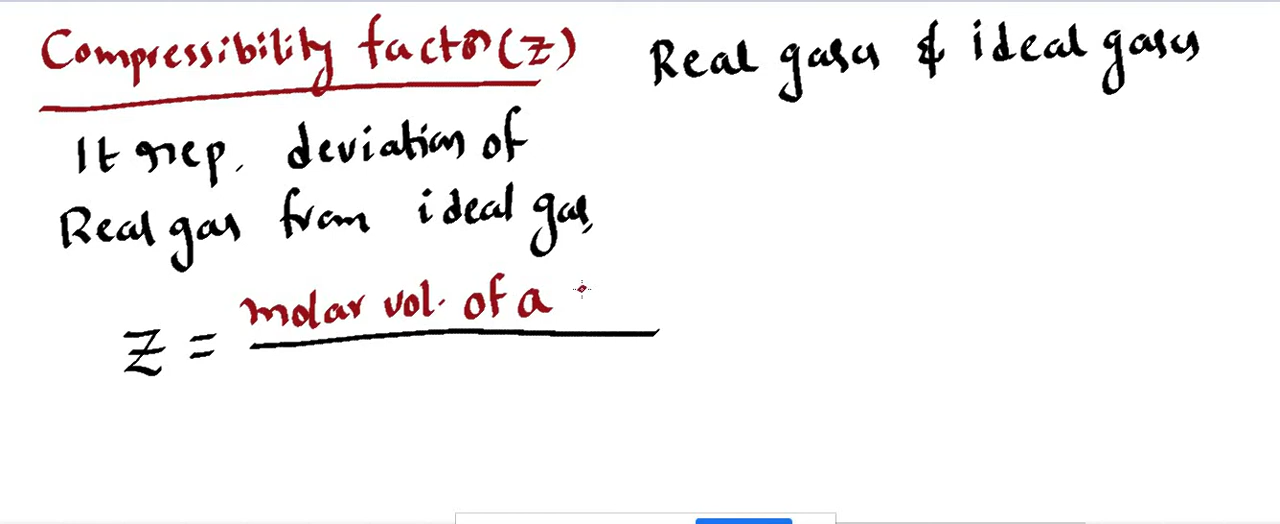 Compressibility factor(z)
Real gases & ideal gases
It rep. deviation of
Real gas from ideal gas,
molar vol. of a
Z =